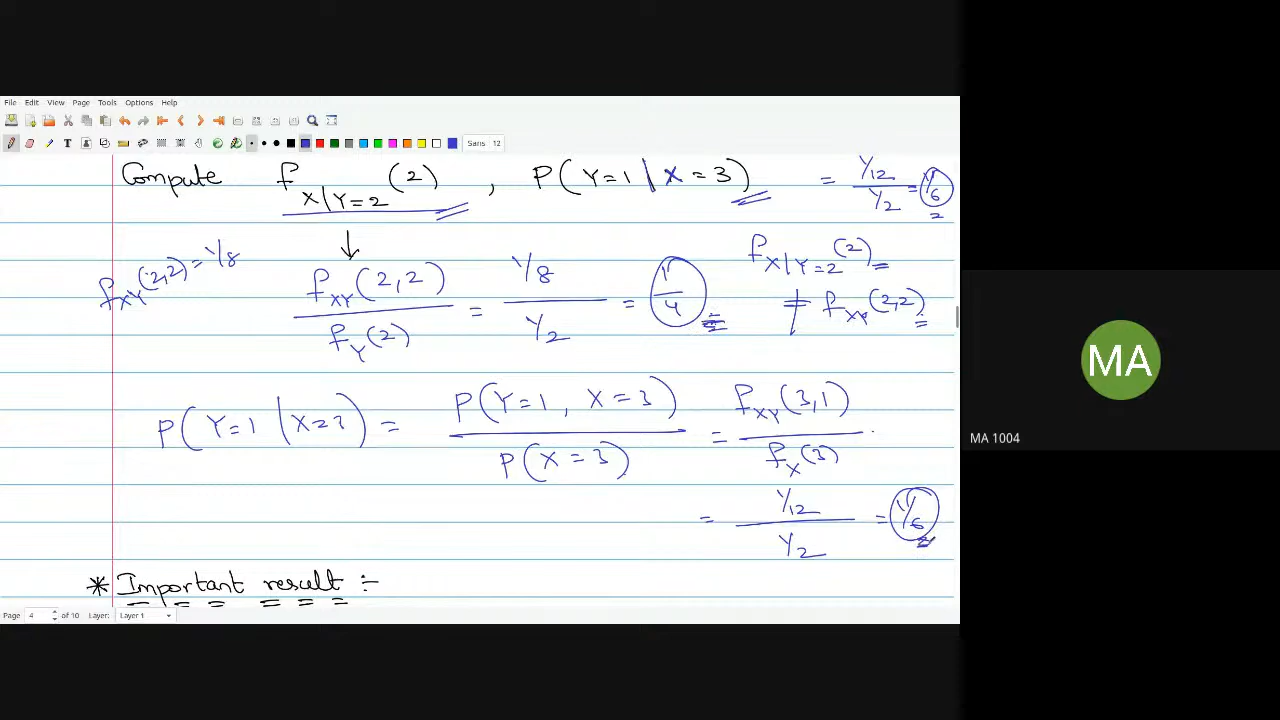 File Edit View Page Tools Options Help
Sans 12
Compute f_{X|Y=2}(2) , P(Y=1 | X=3) = (1/12)/(1/2) = 1/6
f_{XY}(2,2) = 1/8
f_{XY}(2,2)/f_Y(2) = (1/8)/(1/2) = 1/4
f_{X|Y=2}(2)
≠ f_{XY}(2,2)
P(Y=1 | X=3) = P(Y=1, X=3)/P(X=3) = f_{XY}(3,1)/f_X(3)
= (1/12)/(1/2) = 1/6
* Important result :-
Page 4 of 10 Layer: Layer 1
MA
MA 1004